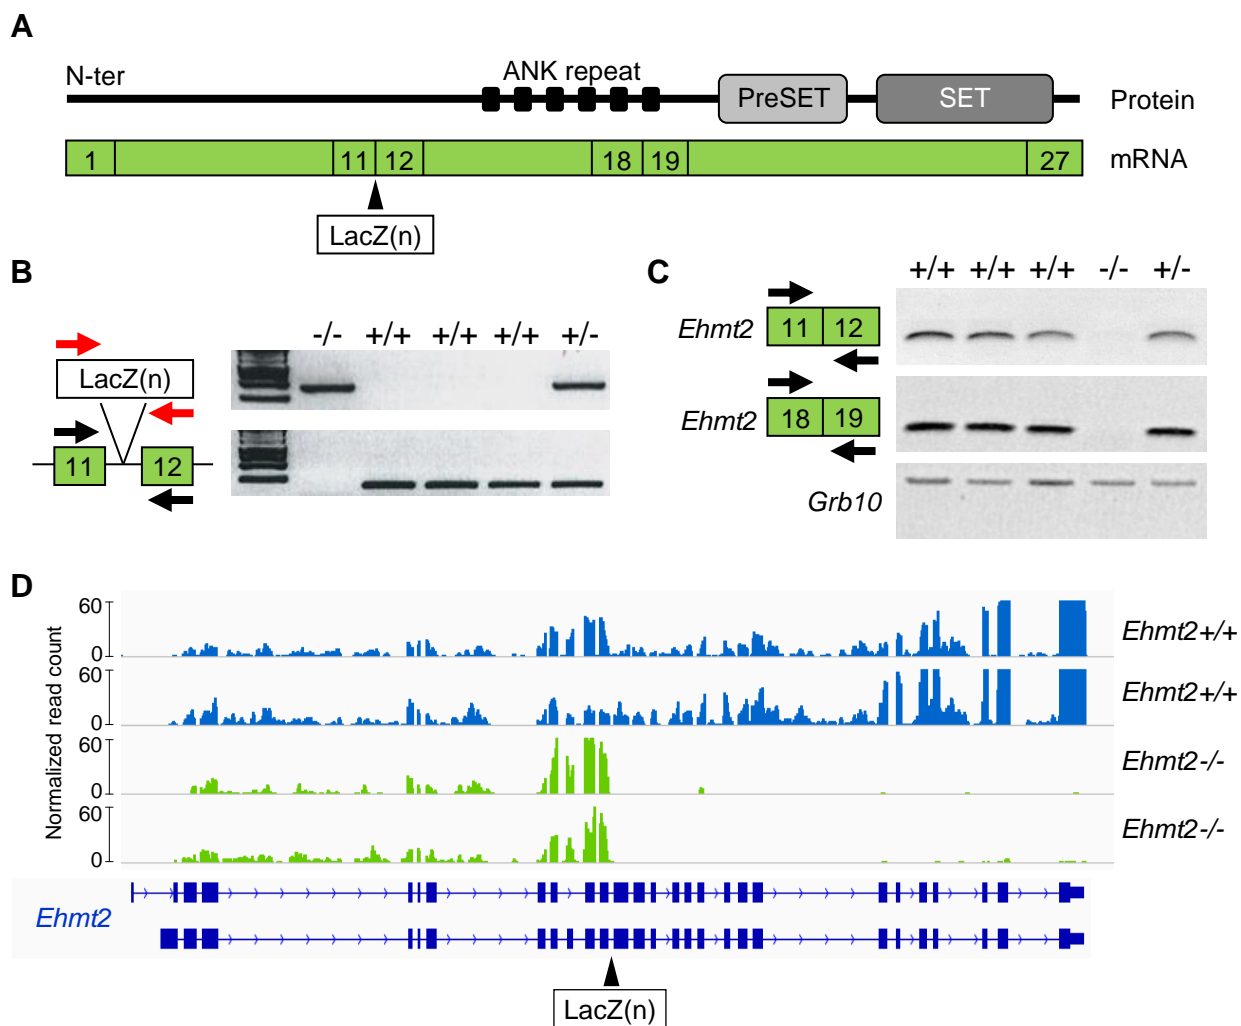 A
N-ter ANK repeat
PreSET SET Protein
1 11 12 18 19 27 mRNA
LacZ(n)
B
-/- +/+ +/+ +/+ +/-
LacZ(n)
11 12
C
+/+ +/+ +/+ -/- +/-
Ehmt2 11 12
Ehmt2 18 19
Grb10
D
Normalized read count
60
0
Ehmt2+/+
60
0
Ehmt2+/+
60
0
Ehmt2-/-
60
0
Ehmt2-/-
Ehmt2
LacZ(n)